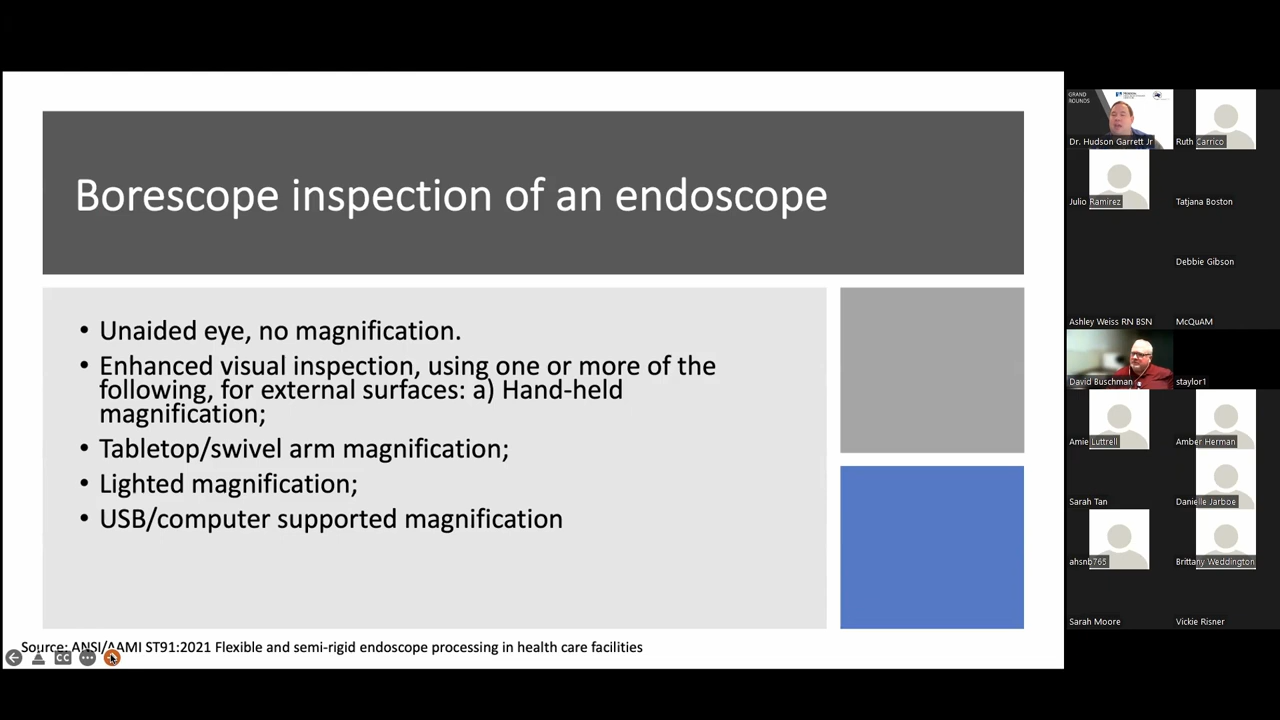 Borescope inspection of an endoscope
• Unaided eye, no magnification.
• Enhanced visual inspection, using one or more of the
following, for external surfaces: a) Hand-held
magnification;
• Tabletop/swivel arm magnification;
• Lighted magnification;
• USB/computer supported magnification
Source: ANSI/AAMI ST91:2021 Flexible and semi-rigid endoscope processing in health care facilities
CC
GRAND
ROUNDS
Dr. Hudson Garrett Jr
Ruth Carrico
Julio Ramirez
Tatjana Boston
Debbie Gibson
Ashley Weiss RN BSN
McQuAM
David Buschman
staylor1
Amie Luttrell
Amber Herman
Sarah Tan
Danielle Jarboe
ahsnb765
Brittany Weddington
Sarah Moore
Vickie Risner